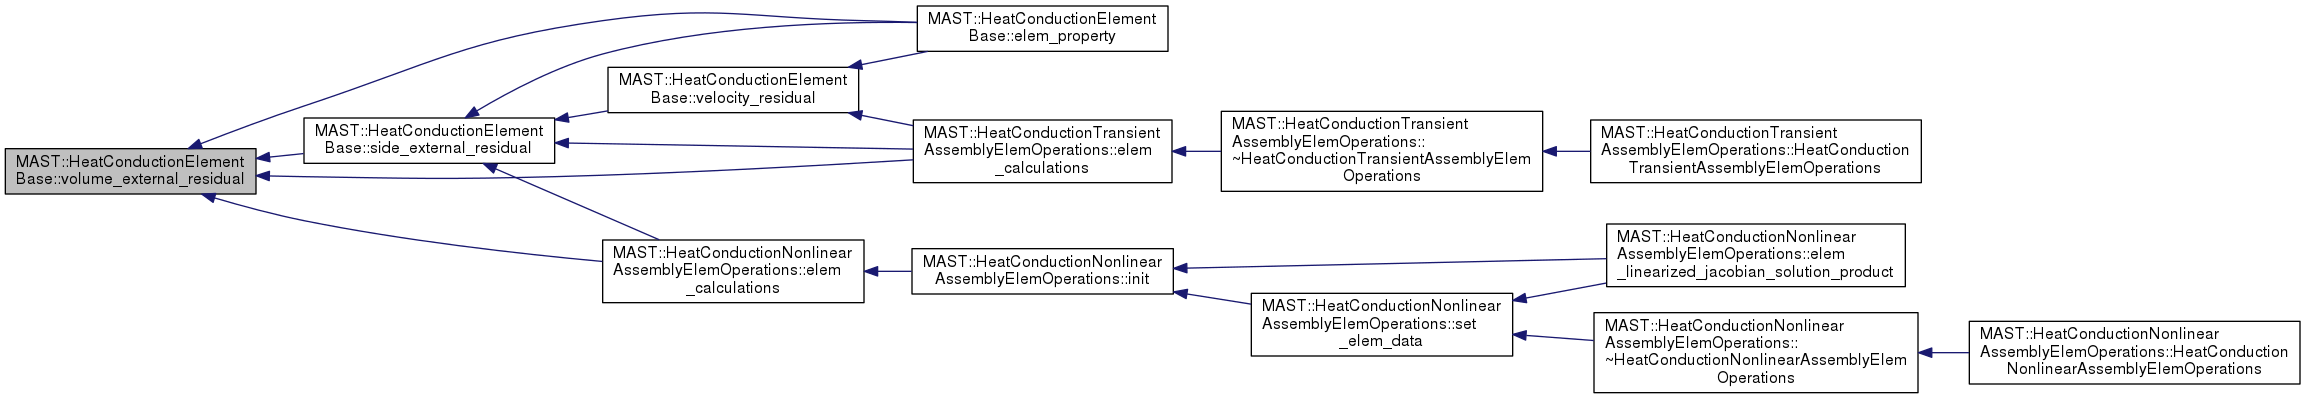 MAST::HeatConductionElement
Base::volume_external_residual
MAST::HeatConductionElement
Base::side_external_residual
MAST::HeatConductionElement
Base::velocity_residual
MAST::HeatConductionElement
Base::elem_property
MAST::HeatConductionTransient
AssemblyElemOperations::elem
_calculations
MAST::HeatConductionTransient
AssemblyElemOperations::
~HeatConductionTransientAssemblyElem
Operations
MAST::HeatConductionTransient
AssemblyElemOperations::HeatConduction
TransientAssemblyElemOperations
MAST::HeatConductionNonlinear
AssemblyElemOperations::elem
_calculations
MAST::HeatConductionNonlinear
AssemblyElemOperations::init
MAST::HeatConductionNonlinear
AssemblyElemOperations::elem
_linearized_jacobian_solution_product
MAST::HeatConductionNonlinear
AssemblyElemOperations::set
_elem_data
MAST::HeatConductionNonlinear
AssemblyElemOperations::
~HeatConductionNonlinearAssemblyElem
Operations
MAST::HeatConductionNonlinear
AssemblyElemOperations::HeatConduction
NonlinearAssemblyElemOperations